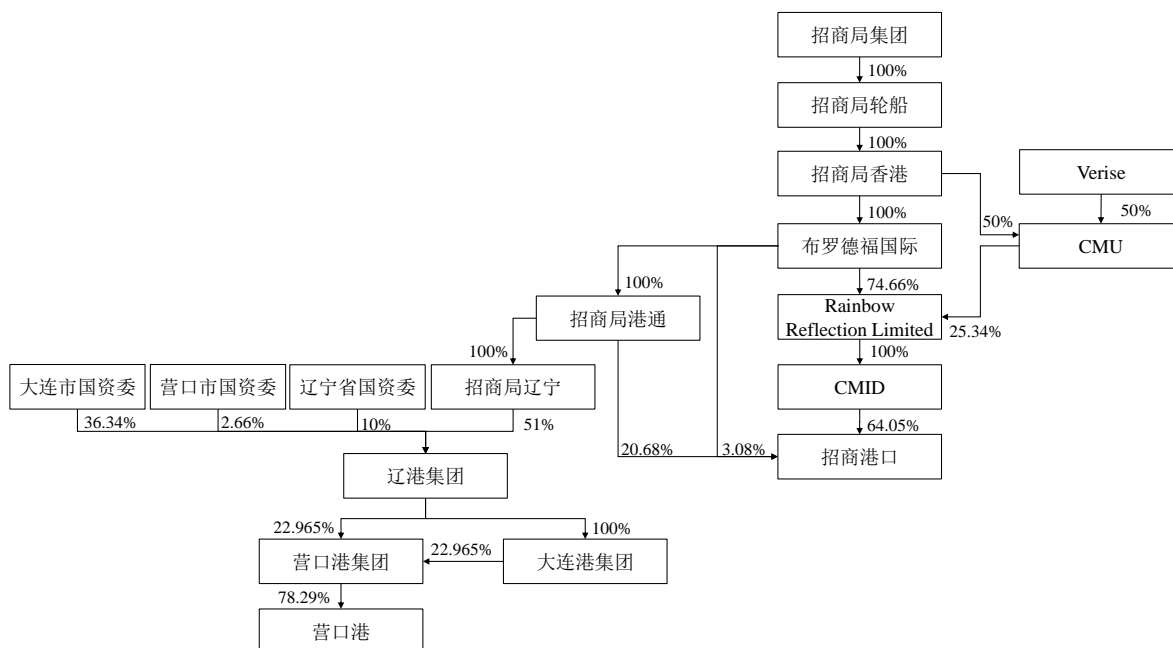 招商局集团
100%
招商局轮船
100%
招商局香港
Verise
100%
50%
50%
布罗德福国际
CMU
100%
74.66%
招商局港通
Rainbow
Reflection Limited
25.34%
100%
100%
大连市国资委
营口市国资委
辽宁省国资委
招商局辽宁
CMID
36.34%
2.66%
10%
51%
64.05%
20.68%
3.08%
招商港口
辽港集团
22.965%
100%
营口港集团
22.965%
大连港集团
78.29%
营口港